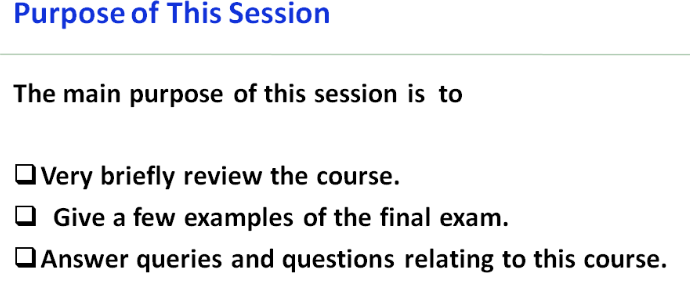 Purpose of This Session
The main purpose of this session is to
❑Very briefly review the course.
❑ Give a few examples of the final exam.
❑Answer queries and questions relating to this course.